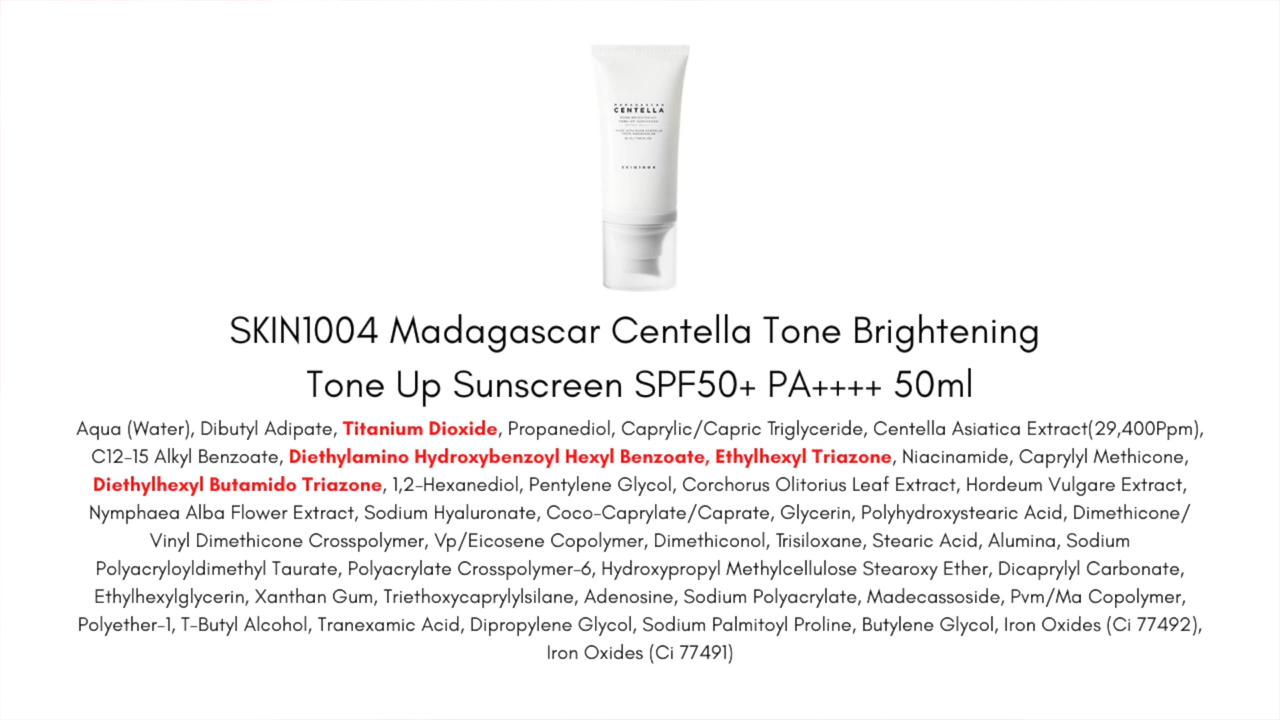 CENTELLA
SKIN1004
SKIN1004 Madagascar Centella Tone Brightening
Tone Up Sunscreen SPF50+ PA++++ 50ml
Aqua (Water), Dibutyl Adipate, Titanium Dioxide, Propanediol, Caprylic/Capric Triglyceride, Centella Asiatica Extract(29,400Ppm),
C12-15 Alkyl Benzoate, Diethylamino Hydroxybenzoyl Hexyl Benzoate, Ethylhexyl Triazone, Niacinamide, Caprylyl Methicone,
Diethylhexyl Butamido Triazone, 1,2-Hexanediol, Pentylene Glycol, Corchorus Olitorius Leaf Extract, Hordeum Vulgare Extract,
Nymphaea Alba Flower Extract, Sodium Hyaluronate, Coco-Caprylate/Caprate, Glycerin, Polyhydroxystearic Acid, Dimethicone/
Vinyl Dimethicone Crosspolymer, Vp/Eicosene Copolymer, Dimethiconol, Trisiloxane, Stearic Acid, Alumina, Sodium
Polyacryloyldimethyl Taurate, Polyacrylate Crosspolymer-6, Hydroxypropyl Methylcellulose Stearoxy Ether, Dicaprylyl Carbonate,
Ethylhexylglycerin, Xanthan Gum, Triethoxycaprylylsilane, Adenosine, Sodium Polyacrylate, Madecassoside, Pvm/Ma Copolymer,
Polyether-1, T-Butyl Alcohol, Tranexamic Acid, Dipropylene Glycol, Sodium Palmitoyl Proline, Butylene Glycol, Iron Oxides (Ci 77492),
Iron Oxides (Ci 77491)